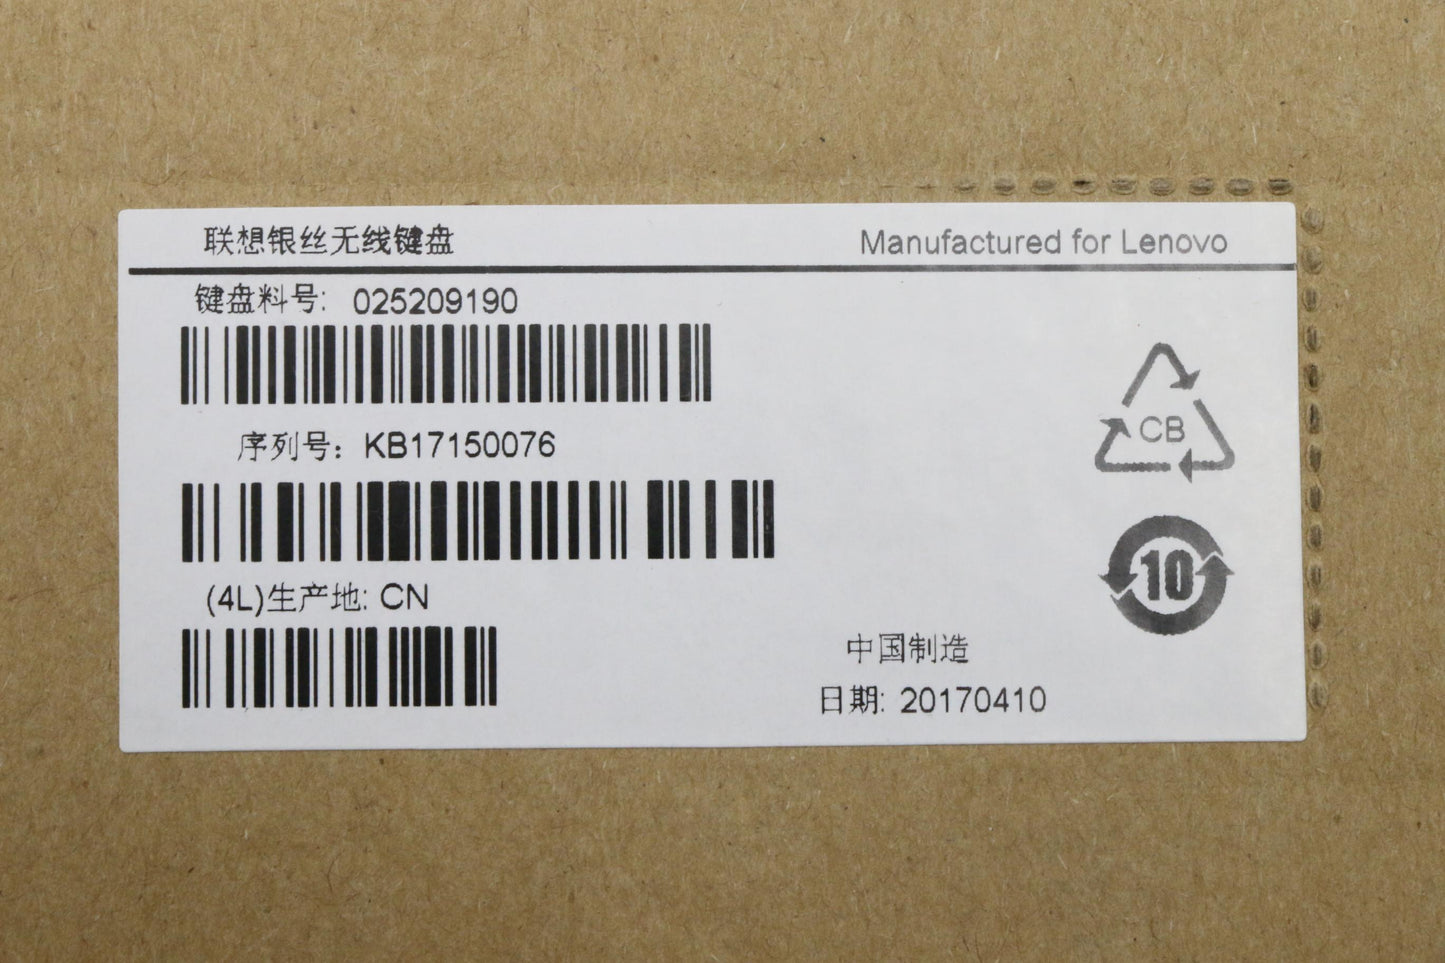 联想银丝无线键盘 Manufactured for Lenovo
键盘料号: 025209190
序列号: KB17150076
(4L)生产地: CN
CB
10
中国制造
日期: 20170410